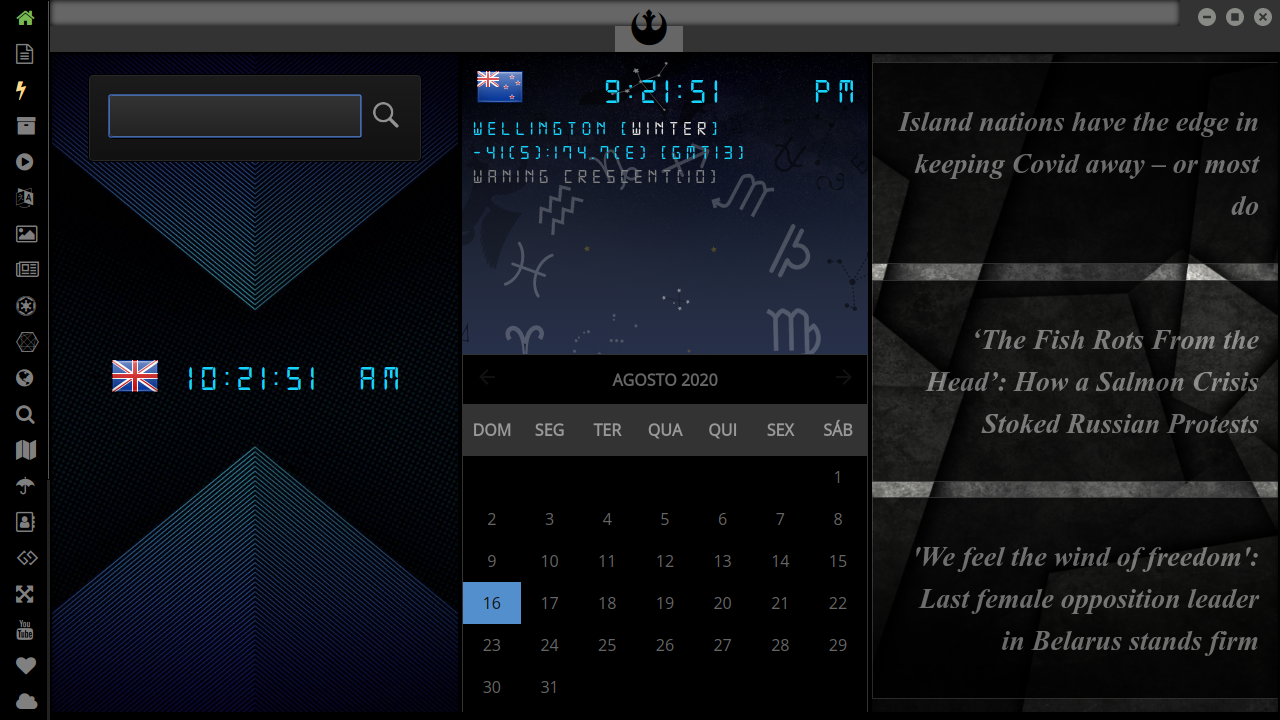 10:21:51 AM
9:21:51 PM
WELLINGTON (WINTER)
-41(S):174.7(E) (GMT13)
WANING CRESCENT(10)
AGOSTO 2020
DOM SEG TER QUA QUI SEX SÁB
1
2 3 4 5 6 7 8
9 10 11 12 13 14 15
16 17 18 19 20 21 22
23 24 25 26 27 28 29
30 31
Island nations have the edge in
keeping Covid away – or most
do
‘The Fish Rots From the
Head’: How a Salmon Crisis
Stoked Russian Protests
'We feel the wind of freedom':
Last female opposition leader
in Belarus stands firm
You
Tube